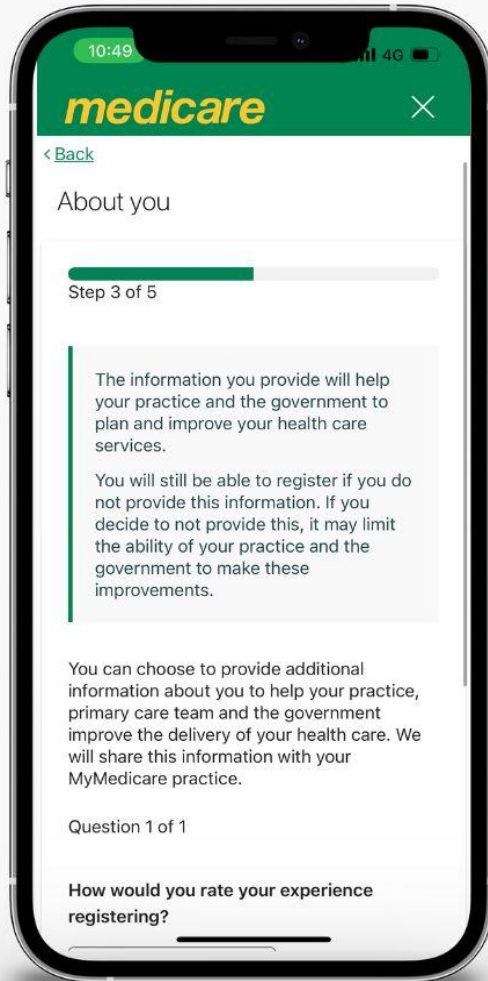 10:49
4G
medicare
Back
About you
Step 3 of 5
The information you provide will help
your practice and the government to
plan and improve your health care
services.
You will still be able to register if you do
not provide this information. If you
decide to not provide this, it may limit
the ability of your practice and the
government to make these
improvements.
You can choose to provide additional
information about you to help your practice,
primary care team and the government
improve the delivery of your health care. We
will share this information with your
MyMedicare practice.
Question 1 of 1
How would you rate your experience
registering?